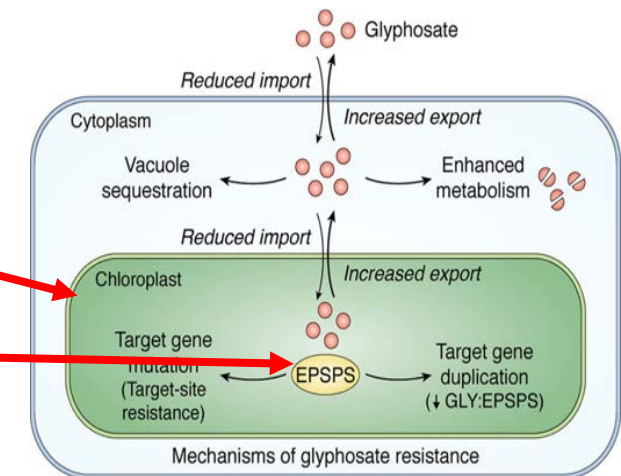 Glyphosate
Reduced import
Increased export
Cytoplasm
Vacuole
sequestration
Enhanced
metabolism
Reduced import
Increased export
Chloroplast
Target gene
mutation
(Target-site
resistance)
EPSPS
Target gene
duplication
(↓ GLY:EPSPS)
Mechanisms of glyphosate resistance